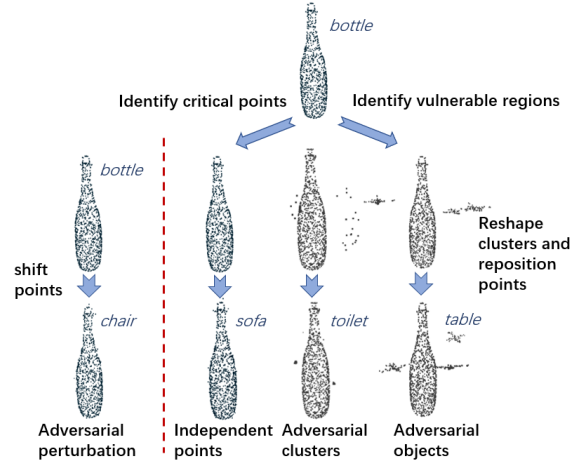 bottle
Identify critical points
Identify vulnerable regions
bottle
Reshape
clusters and
reposition
points
shift
points
chair
sofa
toilet
table
Adversarial
perturbation
Independent
points
Adversarial
clusters
Adversarial
objects